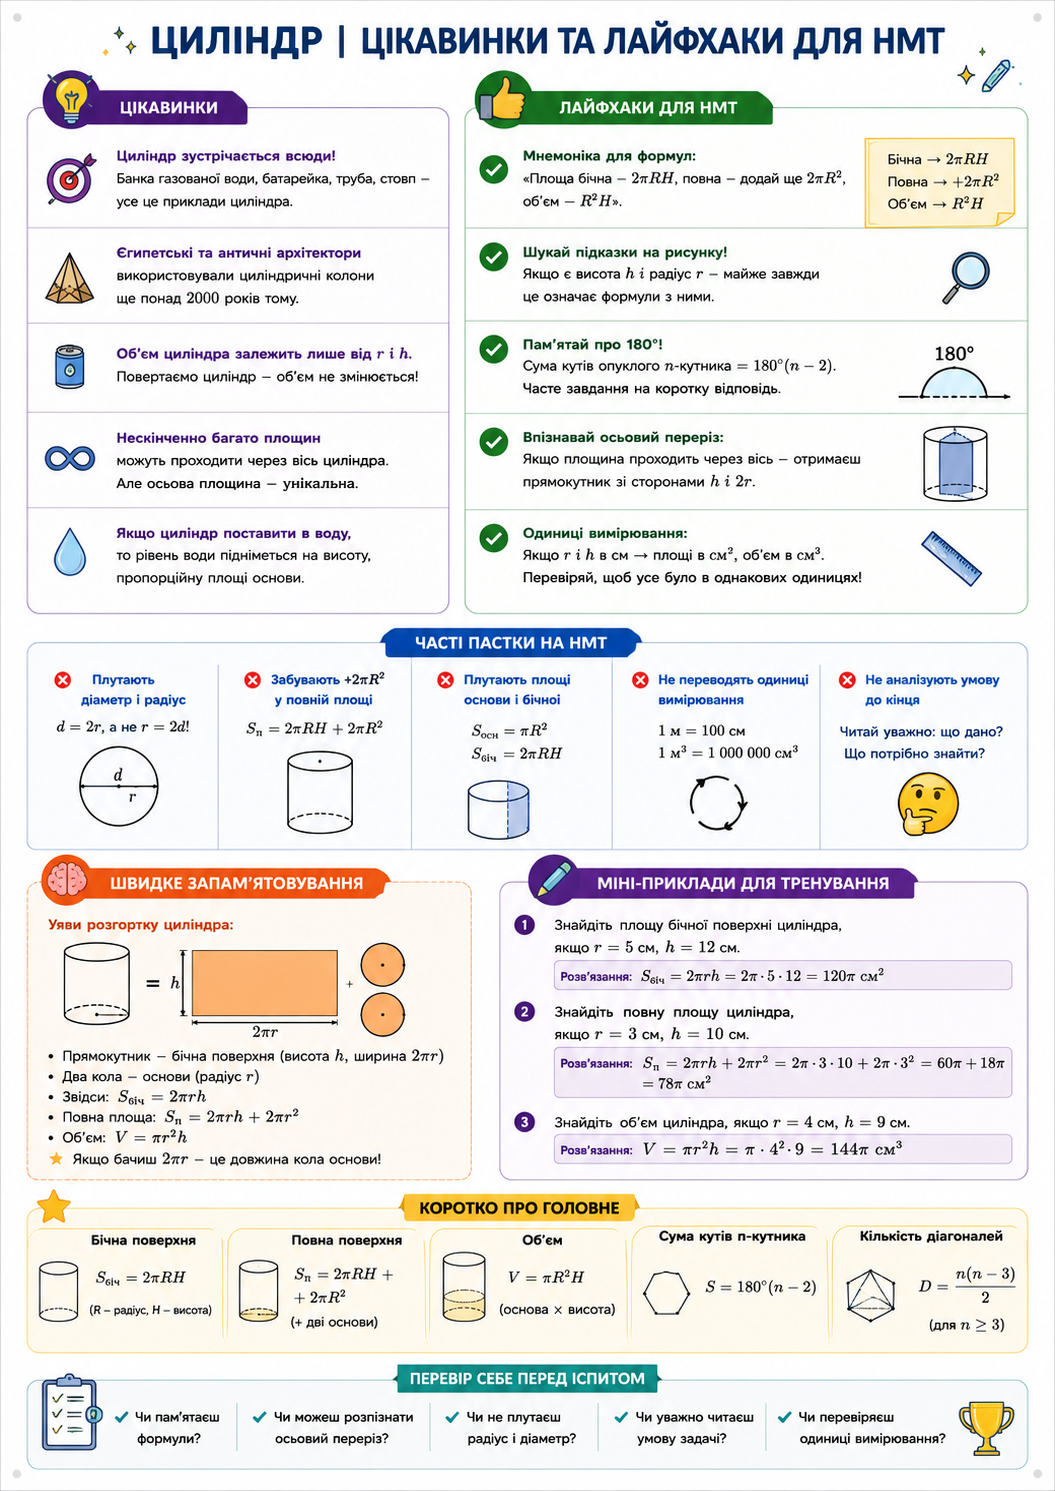 ЦИЛІНДР | ЦІКАВИНКИ ТА ЛАЙФХАКИ ДЛЯ НМТ
ЦІКАВИНКИ
Циліндр зустрічається всюди!
Банка газованої води, батарейка, труба, стовп –
усе це приклади циліндра.
Єгипетські та античні архітектори
використовували циліндричні колони
ще понад 2000 років тому.
Об'єм циліндра залежить лише від r і h.
Повертаємо циліндр – об'єм не змінюється!
Нескінченно багато площин
можуть проходити через вісь циліндра.
Але осьова площина – унікальна.
Якщо циліндр поставити в воду,
то рівень води підніметься на висоту,
пропорційну площі основи.
ЛАЙФХАКИ ДЛЯ НМТ
Мнемоніка для формул:
«Площа бічна – 2πRH, повна – додай ще 2πR²,
об'єм – R²H».
Бічна → 2πRH
Повна → +2πR²
Об'єм → R²H
Шукай підказки на рисунку!
Якщо є висота h і радіус r – майже завжди
це означає формули з ними.
Пам'ятай про 180°!
Сума кутів опуклого n-кутника = 180°(n − 2).
Часте завдання на коротку відповідь.
180°
Впізнавай осьовий переріз:
Якщо площина проходить через вісь – отримаєш
прямокутник зі сторонами h і 2r.
Одиниці вимірювання:
Якщо r і h в см → площі в см², об'єм в см³.
Перевіряй, щоб усе було в однакових одиницях!
ЧАСТІ ПАСТКИ НА НМТ
Плутають
діаметр і радіус
d = 2r, а не r = 2d!
d
r
Забувають +2πR²
у повній площі
Sп = 2πRH + 2πR²
Плутають площі
основи і бічної
Sосн = πR²
Sбіч = 2πRH
Не переводять одиниці
вимірювання
1 м = 100 см
1 м³ = 1 000 000 см³
Не аналізують умову
до кінця
Читай уважно: що дано?
Що потрібно знайти?
ШВИДКЕ ЗАПАМ'ЯТОВУВАННЯ
Уяви розгортку циліндра:
= h +
2πr
• Прямокутник – бічна поверхня (висота h, ширина 2πr)
• Два кола – основи (радіус r)
• Звідси: Sбіч = 2πrh
• Повна площа: Sп = 2πrh + 2πr²
• Об'єм: V = πr²h
Якщо бачиш 2πr – це довжина кола основи!
МІНІ-ПРИКЛАДИ ДЛЯ ТРЕНУВАННЯ
1 Знайдіть площу бічної поверхні циліндра,
якщо r = 5 см, h = 12 см.
Розв'язання: Sбіч = 2πrh = 2π · 5 · 12 = 120π см²
2 Знайдіть повну площу циліндра,
якщо r = 3 см, h = 10 см.
Розв'язання: Sп = 2πrh + 2πr² = 2π · 3 · 10 + 2π · 3² = 60π + 18π
= 78π см²
3 Знайдіть об'єм циліндра, якщо r = 4 см, h = 9 см.
Розв'язання: V = πr²h = π · 4² · 9 = 144π см³
КОРОТКО ПРО ГОЛОВНЕ
Бічна поверхня
Sбіч = 2πRH
(R – радіус, H – висота)
Повна поверхня
Sп = 2πRH +
+ 2πR²
(+ дві основи)
Об'єм
V = πR²H
(основа × висота)
Сума кутів n-кутника
S = 180°(n − 2)
Кількість діагоналей
D = n(n − 3)/2
(для n ≥ 3)
ПЕРЕВІР СЕБЕ ПЕРЕД ІСПИТОМ
Чи пам'ятаєш
формули?
Чи можеш розпізнати
осьовий переріз?
Чи не плутаєш
радіус і діаметр?
Чи уважно читаєш
умову задачі?
Чи перевіряєш
одиниці вимірювання?